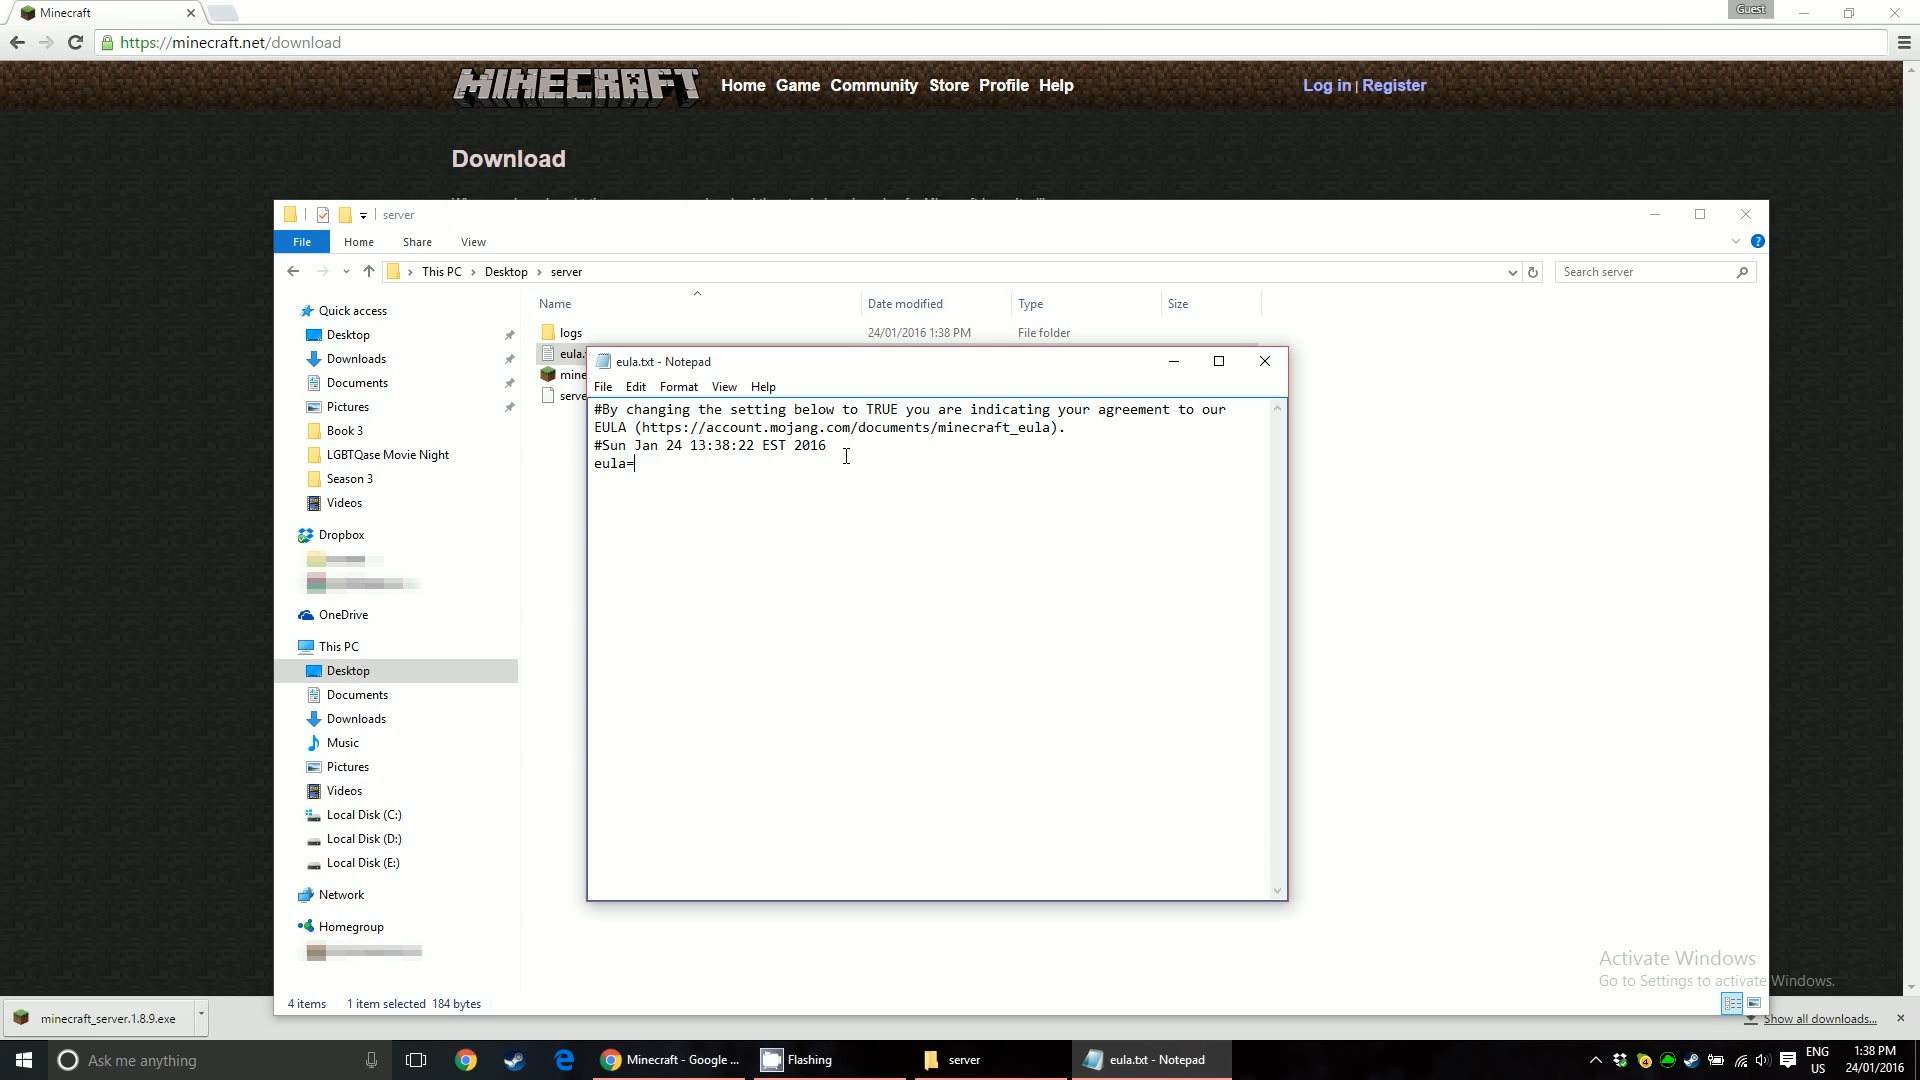 Minecraft
Guest
https://minecraft.net/download
MINECRAFT
Home Game Community Store Profile Help
Log in | Register
Download
server
File Home Share View
This PC Desktop server
Search server
Name Date modified Type Size
logs 24/01/2016 1:38 PM File folder
eula.
mine
serve
eula.txt - Notepad
File Edit Format View Help
#By changing the setting below to TRUE you are indicating your agreement to our
EULA (https://account.mojang.com/documents/minecraft_eula).
#Sun Jan 24 13:38:22 EST 2016
eula=
Quick access
Desktop
Downloads
Documents
Pictures
Book 3
LGBTQase Movie Night
Season 3
Videos
Dropbox
OneDrive
This PC
Desktop
Documents
Downloads
Music
Pictures
Videos
Local Disk (C:)
Local Disk (D:)
Local Disk (E:)
Network
Homegroup
Activate Windows
Go to Settings to activate Windows.
4 items 1 item selected 184 bytes
minecraft_server.1.8.9.exe
Show all downloads...
Ask me anything
Minecraft - Google ...
Flashing
server
eula.txt - Notepad
ENG
US
1:38 PM
24/01/2016